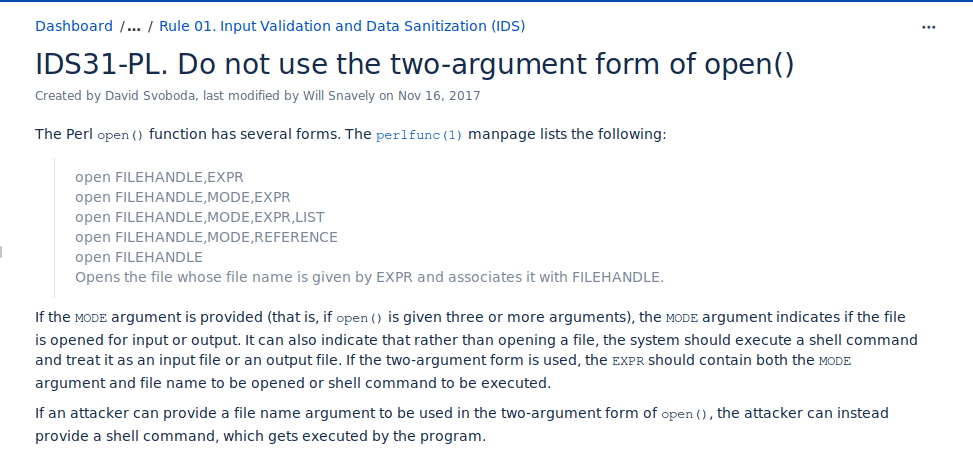 Dashboard /... / Rule 01. Input Validation and Data Sanitization (IDS)
IDS31-PL. Do not use the two-argument form of open()
Created by David Svoboda, last modified by Will Snavely on Nov 16, 2017
The Perl open() function has several forms. The perlfunc(1) manpage lists the following:
open FILEHANDLE,EXPR
open FILEHANDLE,MODE,EXPR
open FILEHANDLE,MODE,EXPR,LIST
open FILEHANDLE,MODE,REFERENCE
open FILEHANDLE
Opens the file whose file name is given by EXPR and associates it with FILEHANDLE.
If the MODE argument is provided (that is, if open() is given three or more arguments), the MODE argument indicates if the file
is opened for input or output. It can also indicate that rather than opening a file, the system should execute a shell command
and treat it as an input file or an output file. If the two-argument form is used, the EXPR should contain both the MODE
argument and file name to be opened or shell command to be executed.
If an attacker can provide a file name argument to be used in the two-argument form of open(), the attacker can instead
provide a shell command, which gets executed by the program.